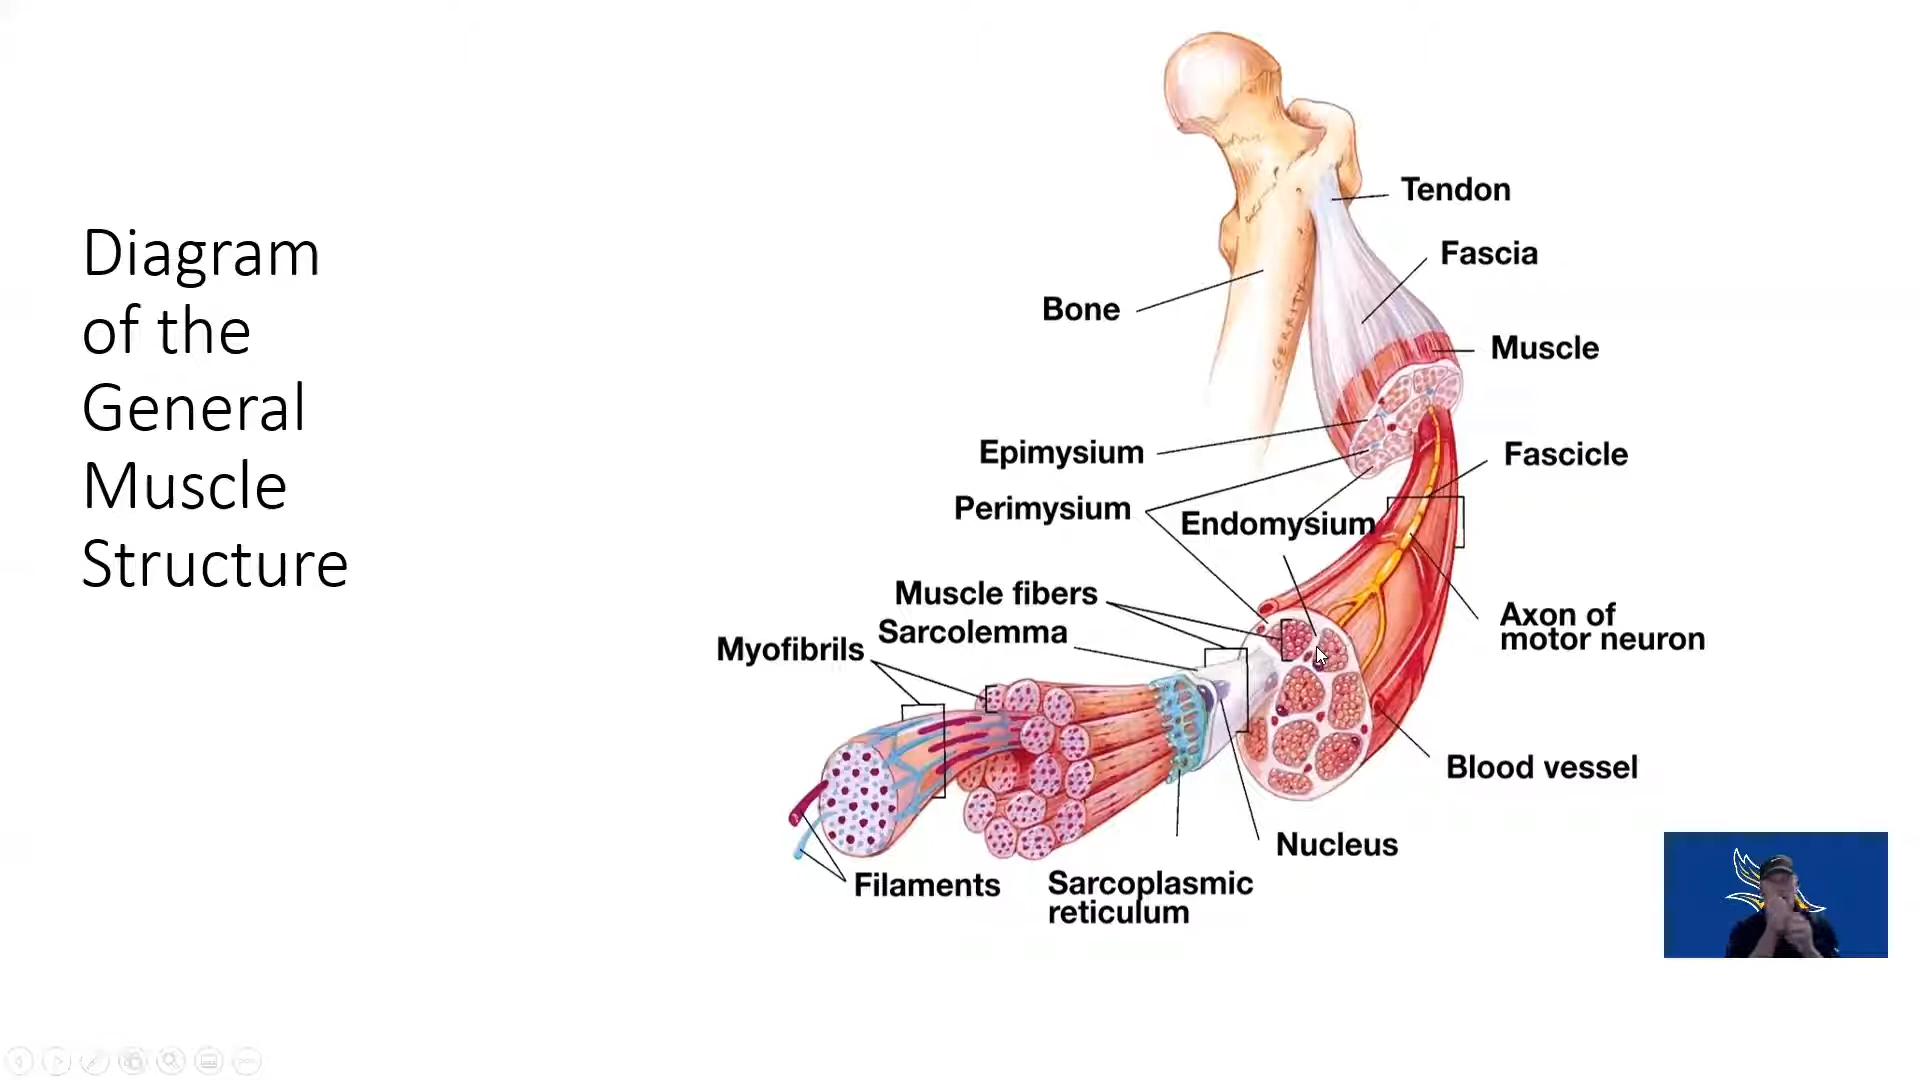 Diagram
of the
General
Muscle
Structure
Tendon
Fascia
Bone
GERRITY
Muscle
Epimysium
Fascicle
Perimysium
Endomysium
Muscle fibers
Sarcolemma
Myofibrils
Axon of
motor neuron
Blood vessel
Nucleus
Filaments
Sarcoplasmic
reticulum